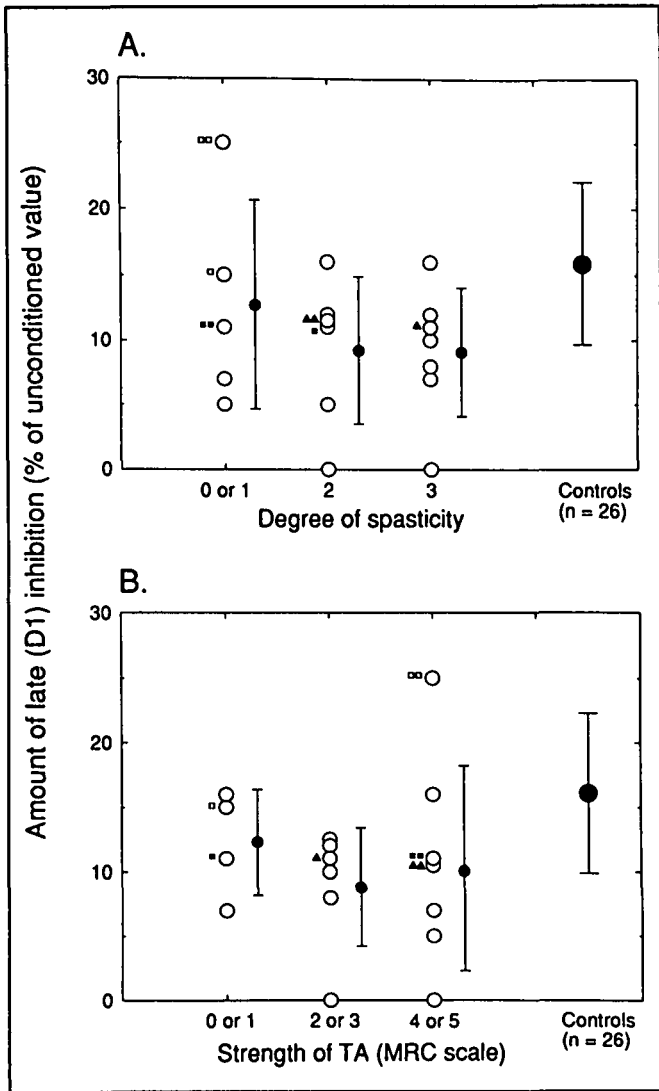 Amount of late (D1) inhibition (% of unconditioned value)
A.
30
20
10
0
0 or 1 2 3 Controls
(n = 26)
Degree of spasticity
B.
30
20
10
0
0 or 1 2 or 3 4 or 5 Controls
(n = 26)
Strength of TA (MRC scale)